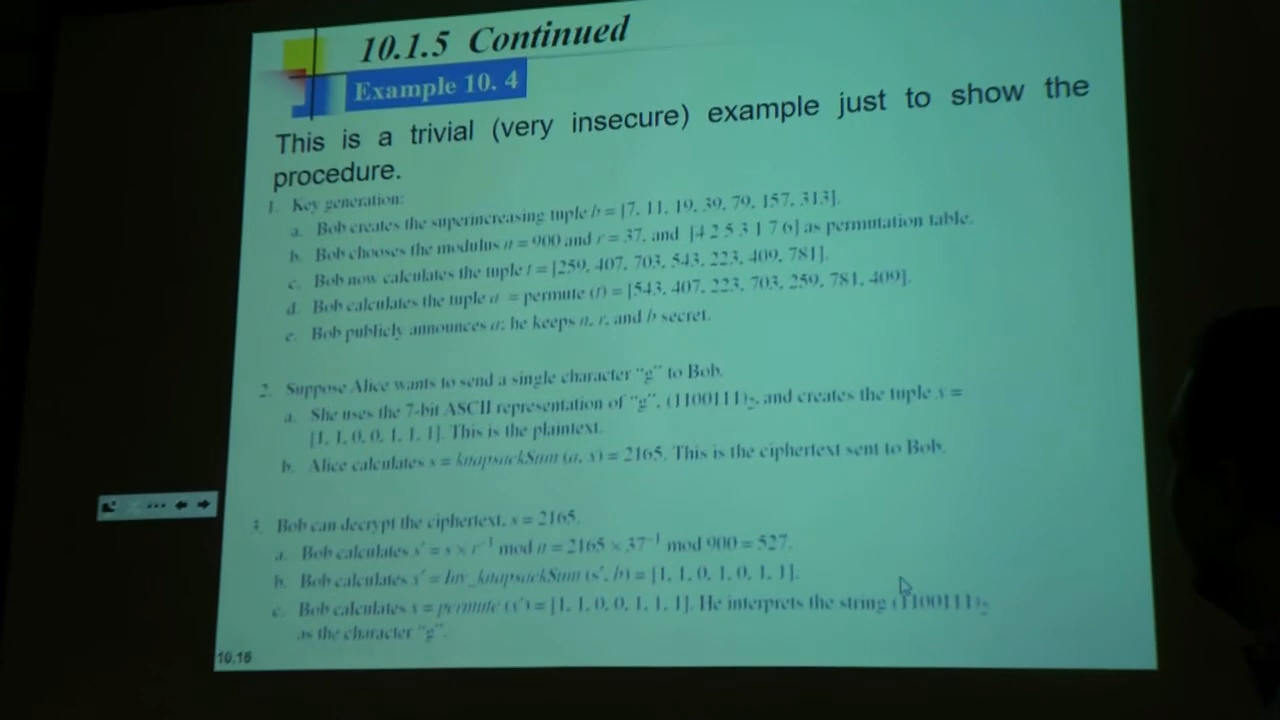 10.1.5 Continued
Example 10. 4
This is a trivial (very insecure) example just to show the
procedure.
1. Key generation:
a. Bob creates the superincreasing tuple b = [7, 11, 19, 39, 79, 157, 313].
b. Bob chooses the modulus n = 900 and r = 37, and [4 2 5 3 1 7 6] as permutation table.
c. Bob now calculates the tuple t = [259, 407, 703, 543, 223, 409, 781].
d. Bob calculates the tuple a = permute (t) = [543, 407, 223, 703, 259, 781, 409].
e. Bob publicly announces a; he keeps n, r, and b secret.
2. Suppose Alice wants to send a single character “g” to Bob.
a. She uses the 7-bit ASCII representation of “g”, (1100111)₂, and creates the tuple x =
[1, 1, 0, 0, 1, 1, 1]. This is the plaintext.
b. Alice calculates s = knapsackSum (a, x) = 2165. This is the ciphertext sent to Bob.
3. Bob can decrypt the ciphertext, s = 2165.
a. Bob calculates s′ = s × r⁻¹ mod n = 2165 × 37⁻¹ mod 900 = 527.
b. Bob calculates x′ = Inv_knapsackSum (s′, b) = [1, 1, 0, 1, 0, 1, 1].
c. Bob calculates x = permute (x′) = [1, 1, 0, 0, 1, 1, 1]. He interprets the string (1100111)₂
as the character “g”.
10.16